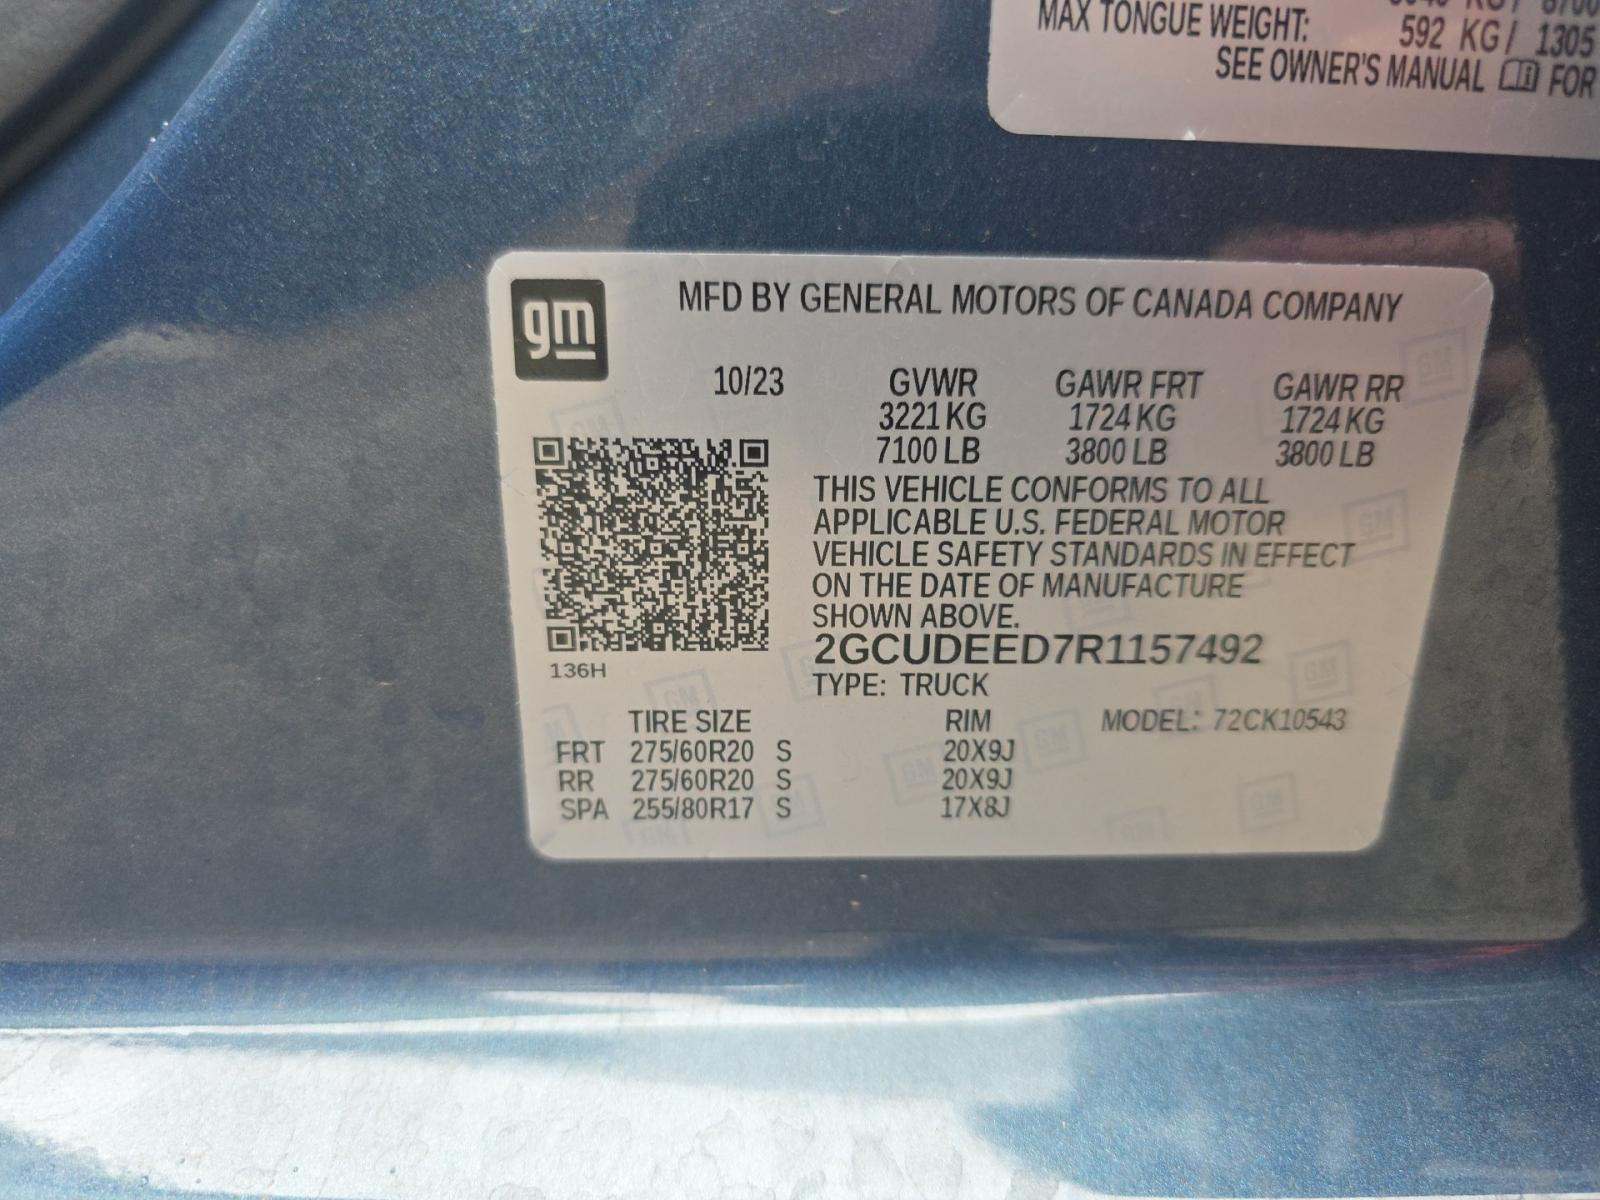 MAX TONGUE WEIGHT: 592 KG / 1305
SEE OWNER'S MANUAL FOR
gm
MFD BY GENERAL MOTORS OF CANADA COMPANY
10/23 GVWR GAWR FRT GAWR RR
3221 KG 1724 KG 1724 KG
7100 LB 3800 LB 3800 LB
THIS VEHICLE CONFORMS TO ALL
APPLICABLE U.S. FEDERAL MOTOR
VEHICLE SAFETY STANDARDS IN EFFECT
ON THE DATE OF MANUFACTURE
SHOWN ABOVE.
2GCUDEED7R1157492
136H
TYPE: TRUCK
TIRE SIZE RIM MODEL: 72CK10543
FRT 275/60R20 S 20X9J
RR 275/60R20 S 20X9J
SPA 255/80R17 S 17X8J